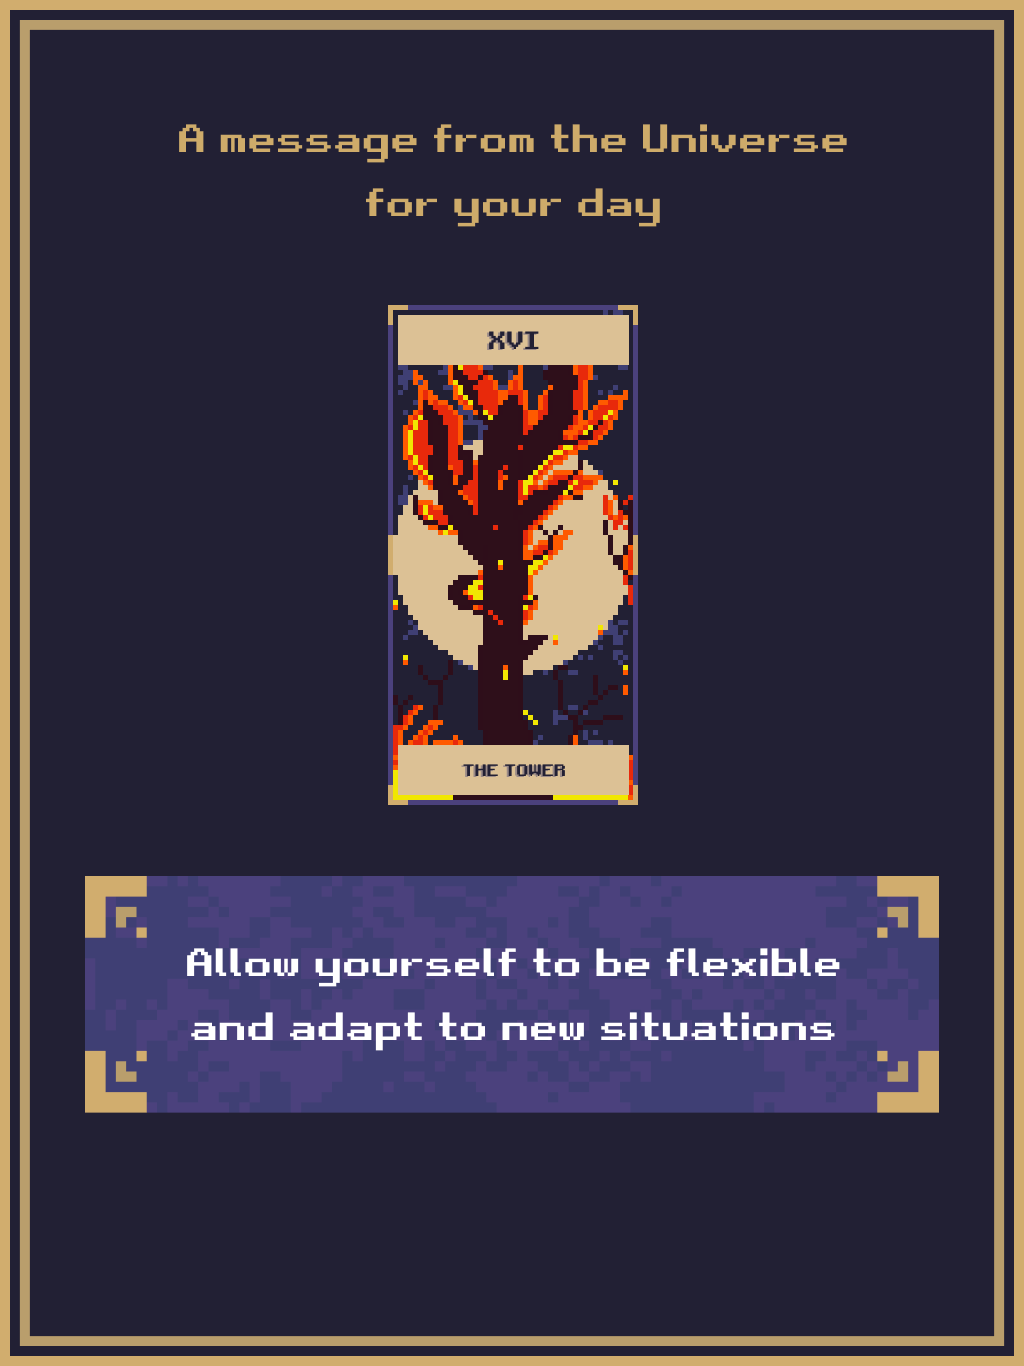 A message from the Universe
for your day
XVI
THE TOWER
Allow yourself to be flexible
and adapt to new situations